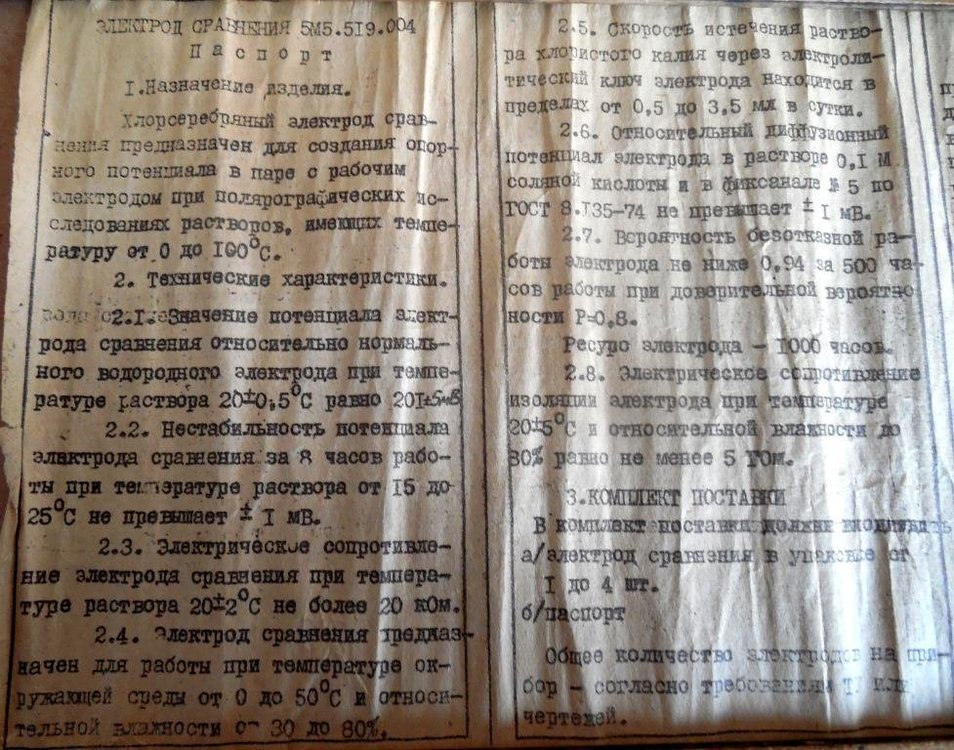 ЭЛЕКТРОД СРАВНЕНИЯ 5М5.519.004
Паспорт
I.Назначение изделия.
Хлорсеребряный электрод срав-
нения предназначен для создания опор-
ного потенциала в паре с рабочим
электродом при полярографических ис-
следованиях растворов, имеющих темпе-
ратуру от 0 до 100°С.
2. Технические характеристики.
2.1. Значение потенциала элект-
рода сравнения относительно нормаль-
ного водородного электрода при темпе-
ратуре раствора 20±0,5°С равно 201±5мВ
2.2. Нестабильность потенциала
электрода сравнения за 8 часов рабо-
ты при температуре раствора от 15 до
25°С не превышает ± I мВ.
2.3. Электрическое сопротивле-
ние электрода сравнения при темпера-
туре раствора 20±2°С не более 20 кОм.
2.4. Электрод сравнения предназ-
начен для работы при температуре ок-
ружающей среды от 0 до 50°С и относи-
тельной влажности от 30 до 80%.
2.5. Скорость истечения раство-
ра хлористого калия через электроли-
тический ключ электрода находится в
пределах от 0,5 до 3,5 мл в сутки.
2.6. Относительный диффузионный
потенциал электрода в растворе 0,I М
соляной кислоты и в фиксанале № 5 по
ГОСТ 8.135-74 не превышает ± I мВ.
2.7. Вероятность безотказной ра-
боты электрода не ниже 0,94 за 500 ча-
сов работы при доверительной вероятно
ности Р=0,8.
Ресурс электрода - 1000 часов.
2.8. Электрическое сопротивление
изоляции электрода при температуре
20±5°С и относительной влажности до
80% равно не менее 5 ГОм.
3.КОМПЛЕКТ ПОСТАВКИ
В комплект поставки должны входить
а/электрод сравнения в упаковке от
I до 4 шт.
б/паспорт
Общее количество электродов на при-
бор - согласно требованиям ТУ или
чертежей.